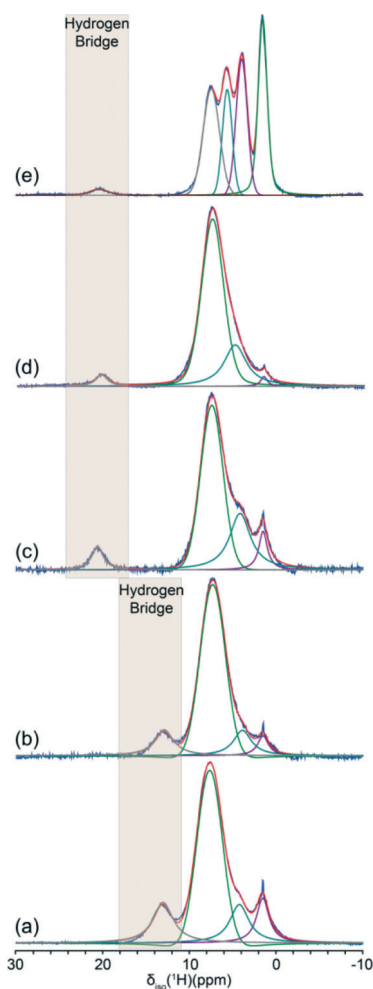 Hydrogen
Bridge
(e)
(d)
(c)
Hydrogen
Bridge
(b)
(a)
30 20 10 0 -10
δiso(¹H)(ppm)